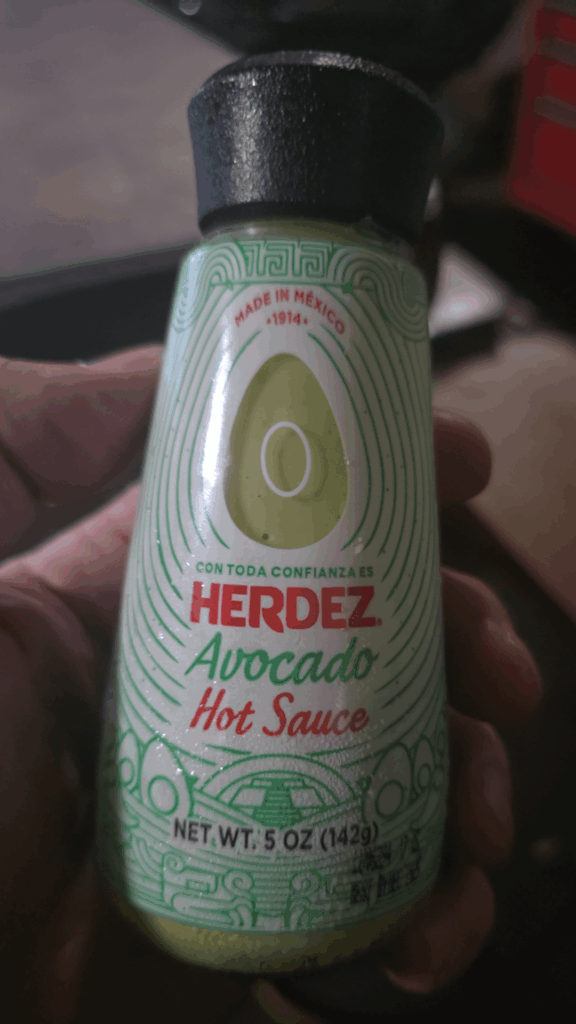 MADE IN MÉXICO
•1914•
CON TODA CONFIANZA ES
HERDEZ®
Avocado
Hot Sauce
NET WT. 5 OZ (142g)